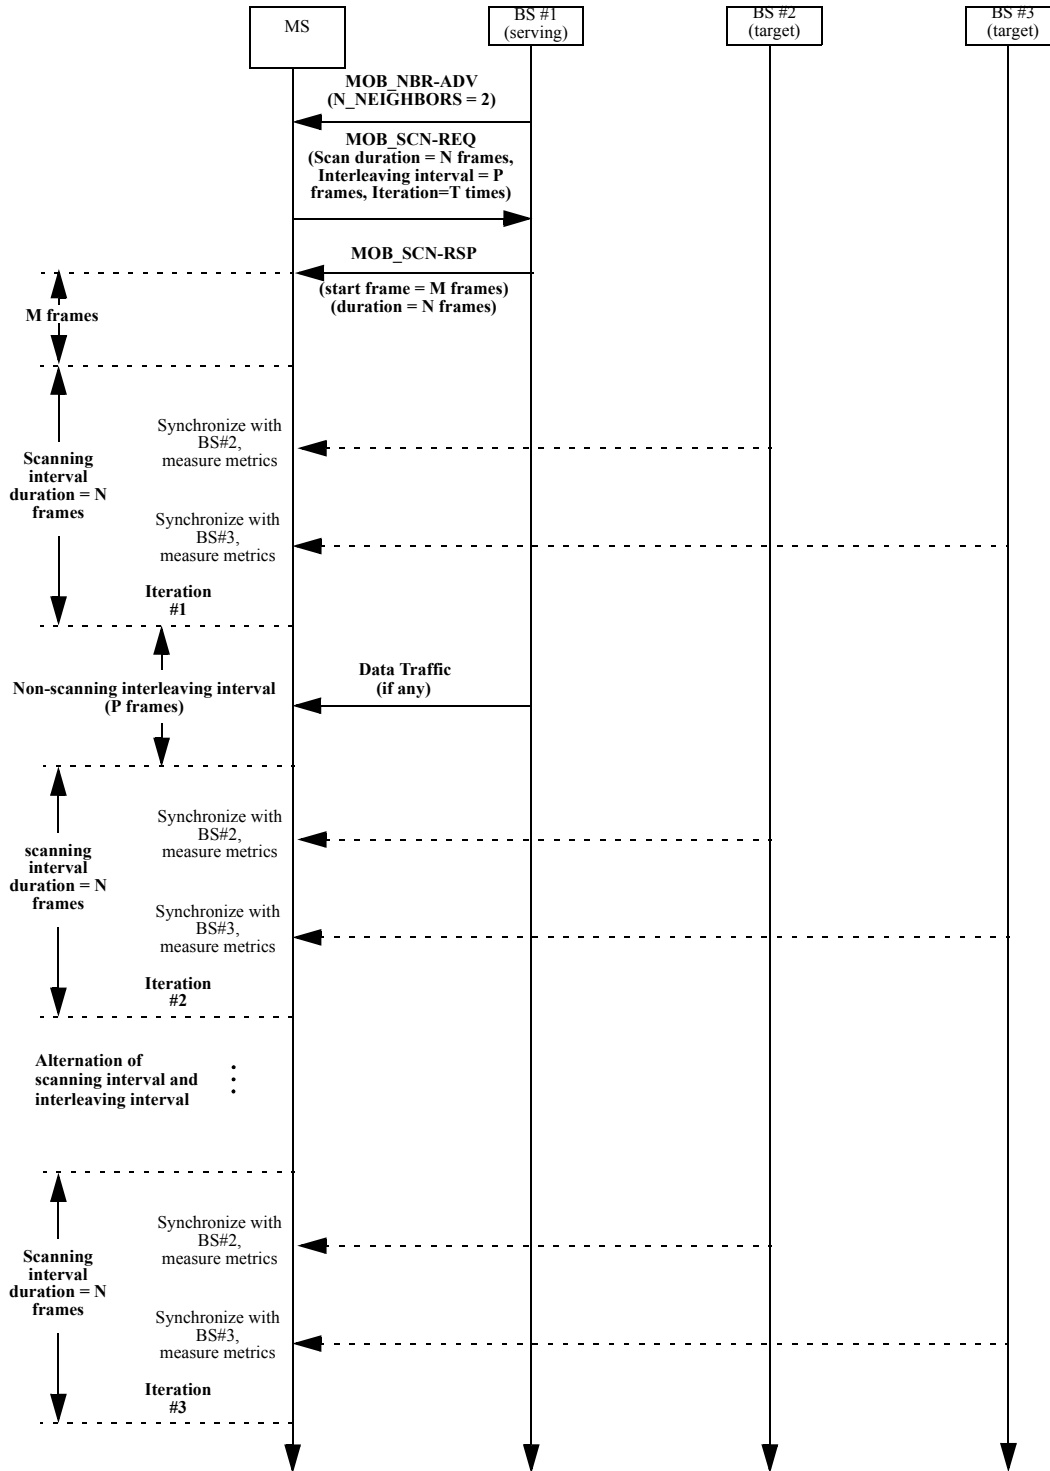 MS
BS #1
(serving)
BS #2
(target)
BS #3
(target)
MOB_NBR-ADV
(N_NEIGHBORS = 2)
MOB_SCN-REQ
(Scan duration = N frames,
Interleaving interval = P
frames, Iteration=T times)
MOB_SCN-RSP
(start frame = M frames)
(duration = N frames)
M frames
Synchronize with
BS#2,
measure metrics
Scanning
interval
duration = N
frames
Synchronize with
BS#3,
measure metrics
Iteration
#1
Data Traffic
(if any)
Non-scanning interleaving interval
(P frames)
Synchronize with
BS#2,
measure metrics
scanning
interval
duration = N
frames
Synchronize with
BS#3,
measure metrics
Iteration
#2
Alternation of
scanning interval and
interleaving interval
Synchronize with
BS#2,
measure metrics
Scanning
interval
duration = N
frames
Synchronize with
BS#3,
measure metrics
Iteration
#3